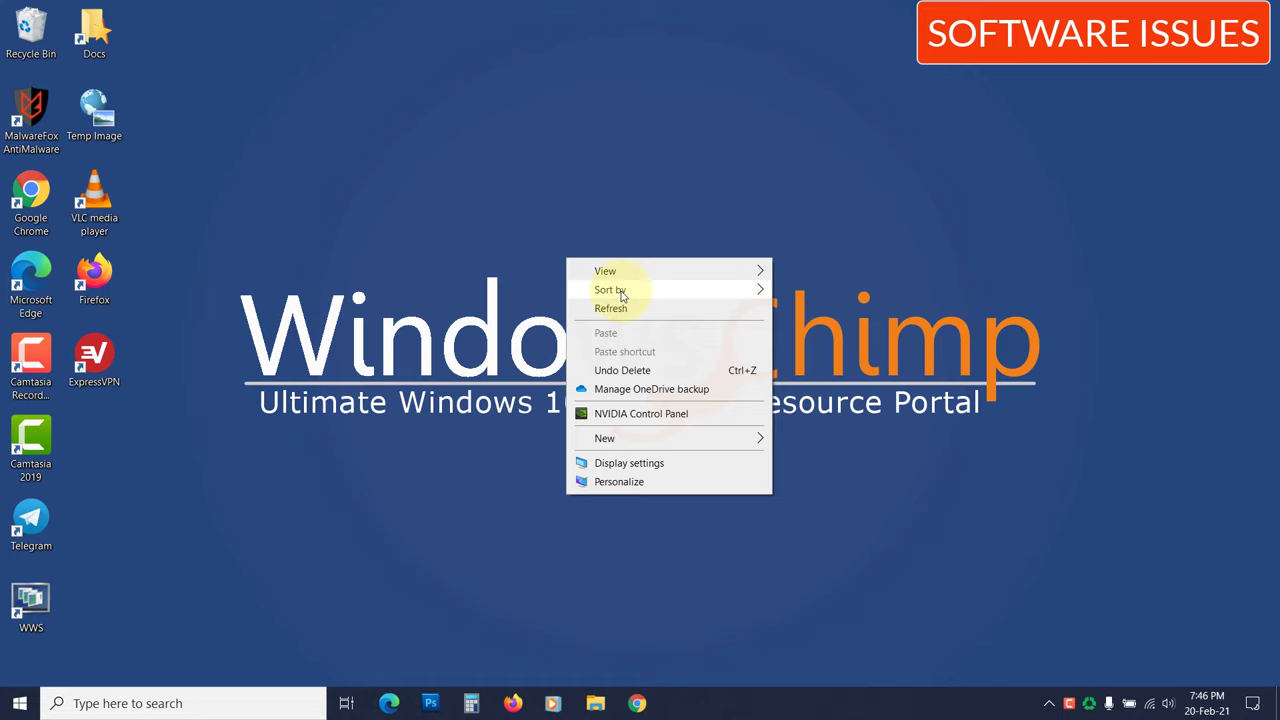 SOFTWARE ISSUES
Recycle Bin
Docs
MalwareFox
AntiMalware
Temp Image
Google
Chrome
VLC media
player
Microsoft
Edge
Firefox
Camtasia
Record...
ExpressVPN
Camtasia
2019
Telegram
WWS
Windo Chimp
Ultimate Windows 10 esource Portal
View
Sort by
Refresh
Paste
Paste shortcut
Undo Delete Ctrl+Z
Manage OneDrive backup
NVIDIA Control Panel
New
Display settings
Personalize
Type here to search
Ps
7:46 PM
20-Feb-21